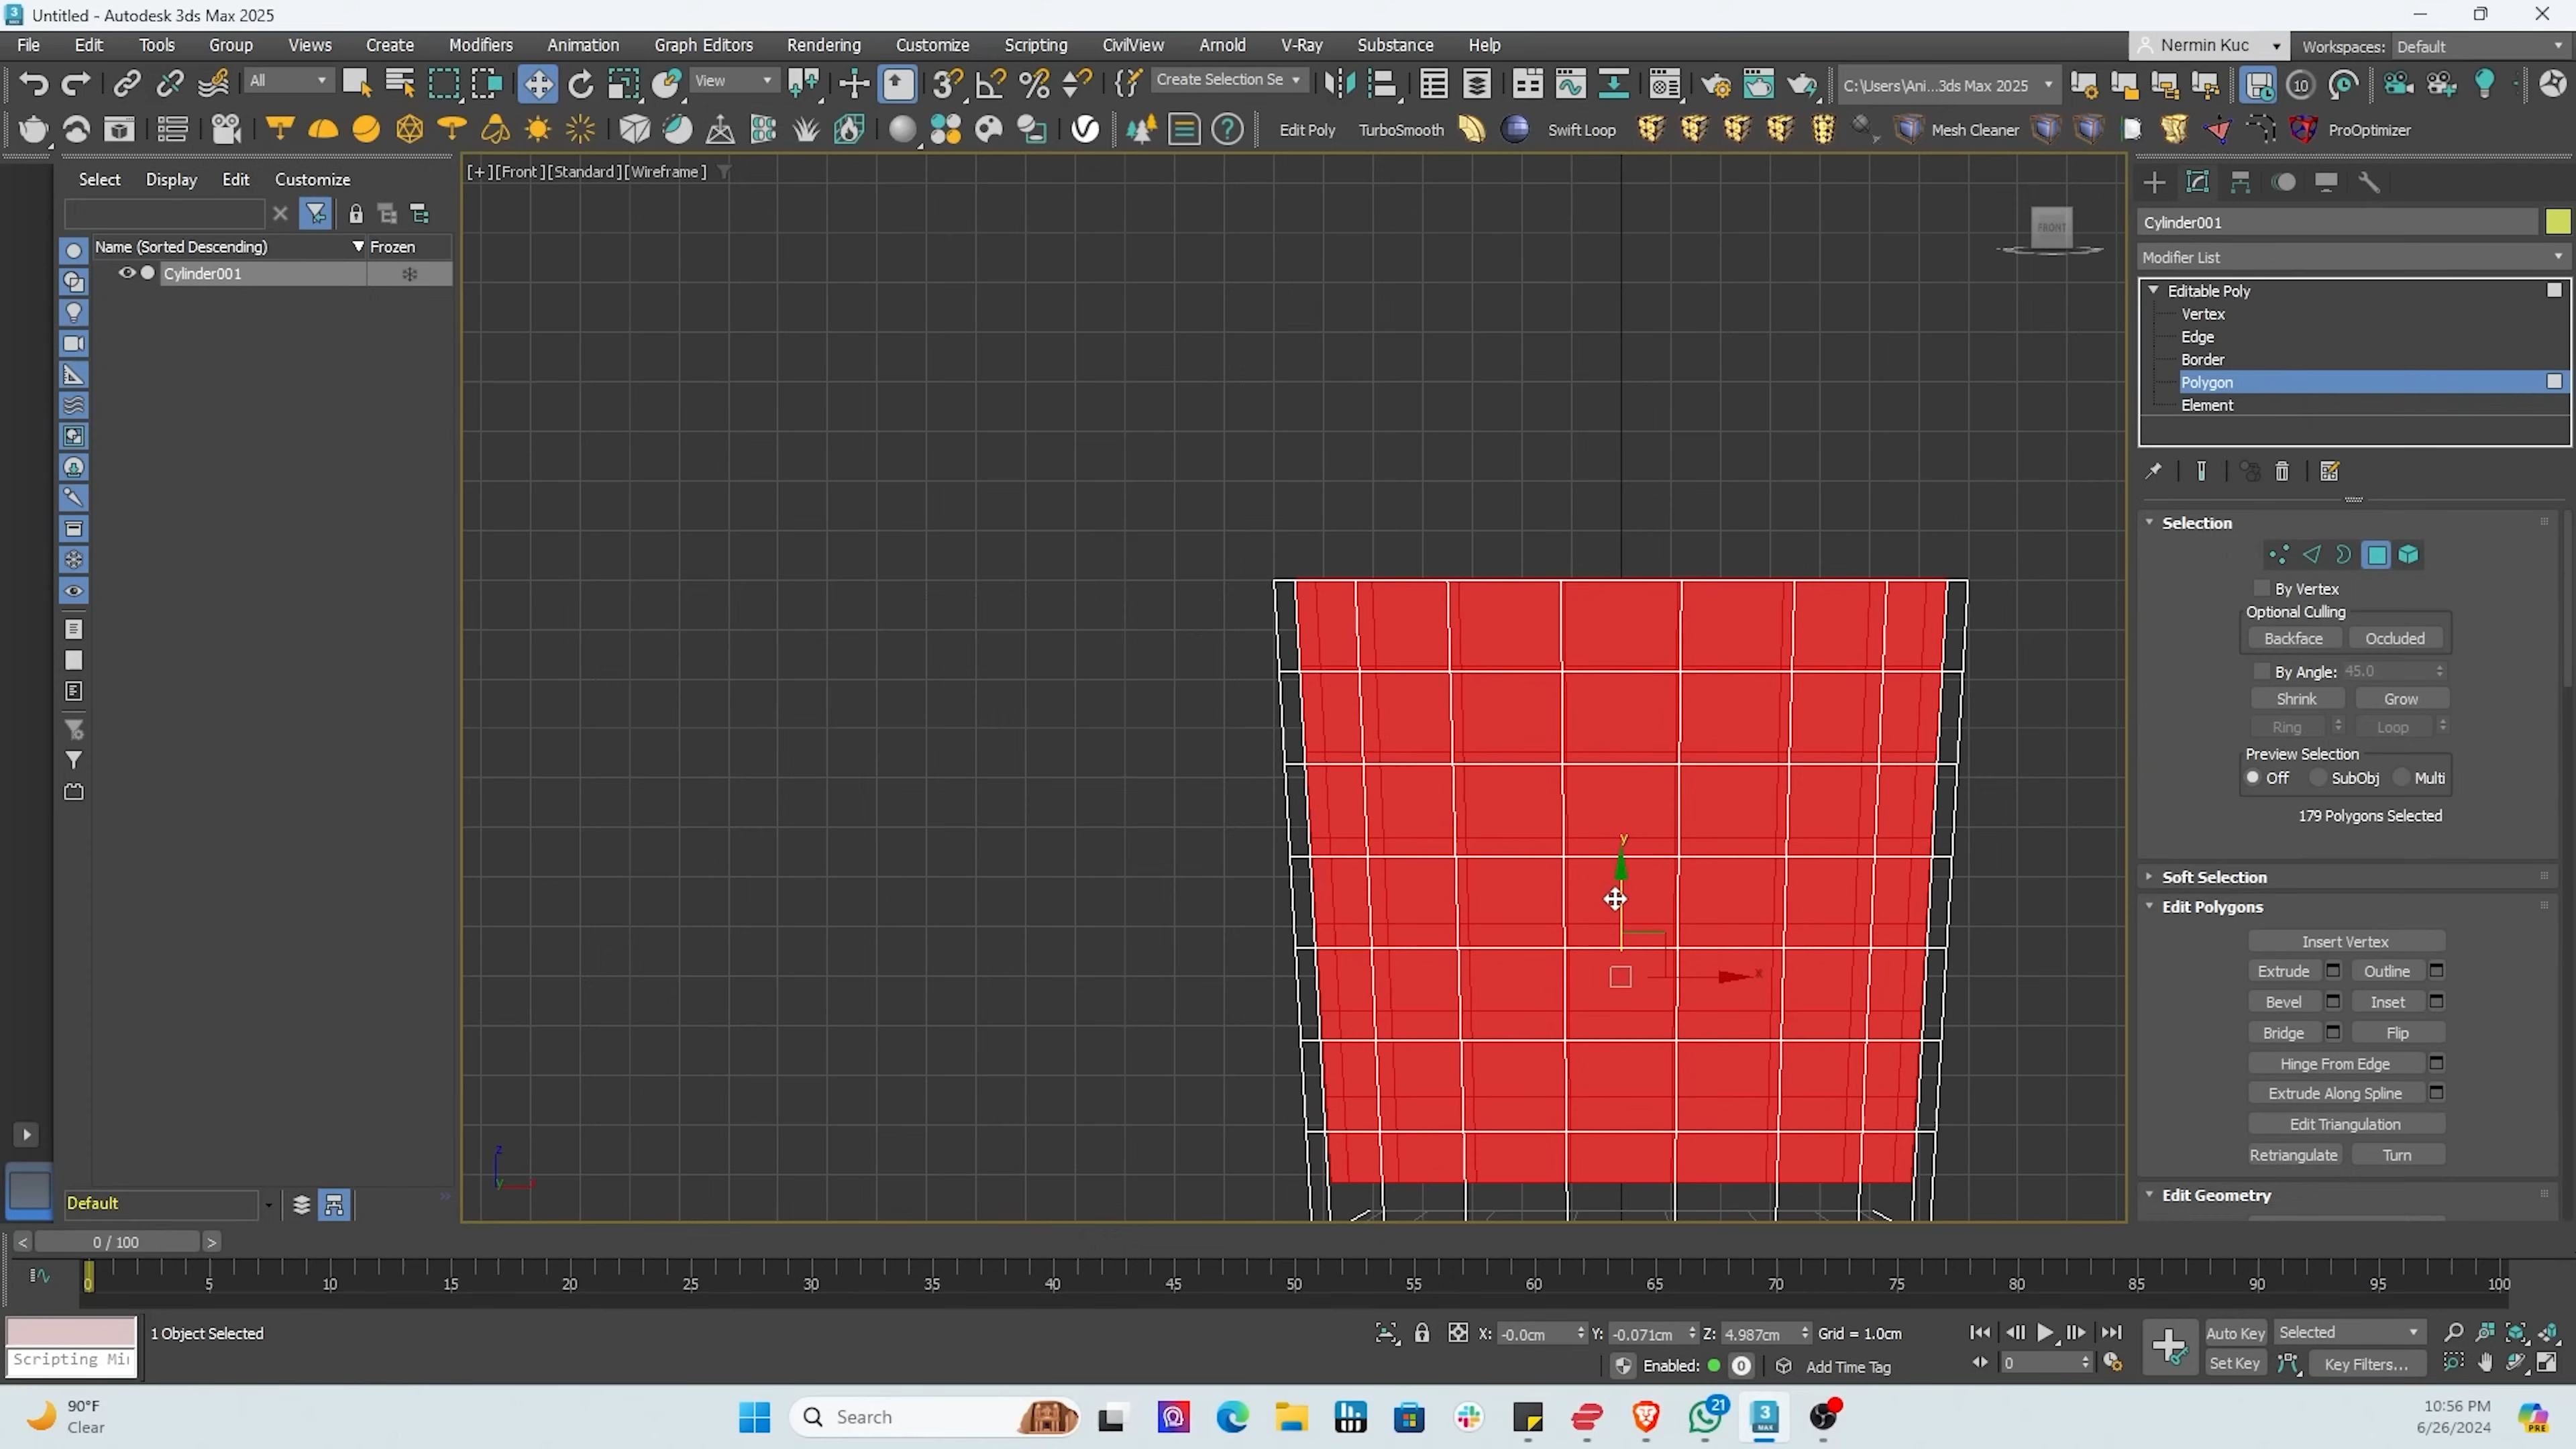 Untitled - Autodesk 3ds Max 2025
File Edit Tools Group Views Create Modifiers Animation Graph Editors Rendering Customize Scripting CivilView Arnold V-Ray Substance Help
Nermin Kuc
Workspaces: Default
All
View
Create Selection Se
C:\Users\Ani...3ds Max 2025
10
Edit Poly TurboSmooth Swift Loop Mesh Cleaner ProOptimizer
Select Display Edit Customize
Name (Sorted Descending) Frozen
Cylinder001
[+][Front][Standard][Wireframe]
FRONT
y
x
z
Cylinder001
Modifier List
Editable Poly
Vertex
Edge
Border
Polygon
Element
Selection
By Vertex
Optional Culling
Backface Occluded
By Angle: 45.0
Shrink Grow
Ring Loop
Preview Selection
Off SubObj Multi
179 Polygons Selected
Soft Selection
Edit Polygons
Insert Vertex
Extrude Outline
Bevel Inset
Bridge Flip
Hinge From Edge
Extrude Along Spline
Edit Triangulation
Retriangulate Turn
Edit Geometry
Default
< 0 / 100 >
0 5 10 15 20 25 30 35 40 45 50 55 60 65 70 75 80 85 90 95 100
1 Object Selected
Scripting Mi
X: -0.0cm Y: -0.071cm Z: 4.987cm Grid = 1.0cm
Enabled: 0 Add Time Tag
0
Auto Key Selected
Set Key Key Filters...
90°F
Clear
Search
21
3
MAX
10:56 PM
6/26/2024
PRE